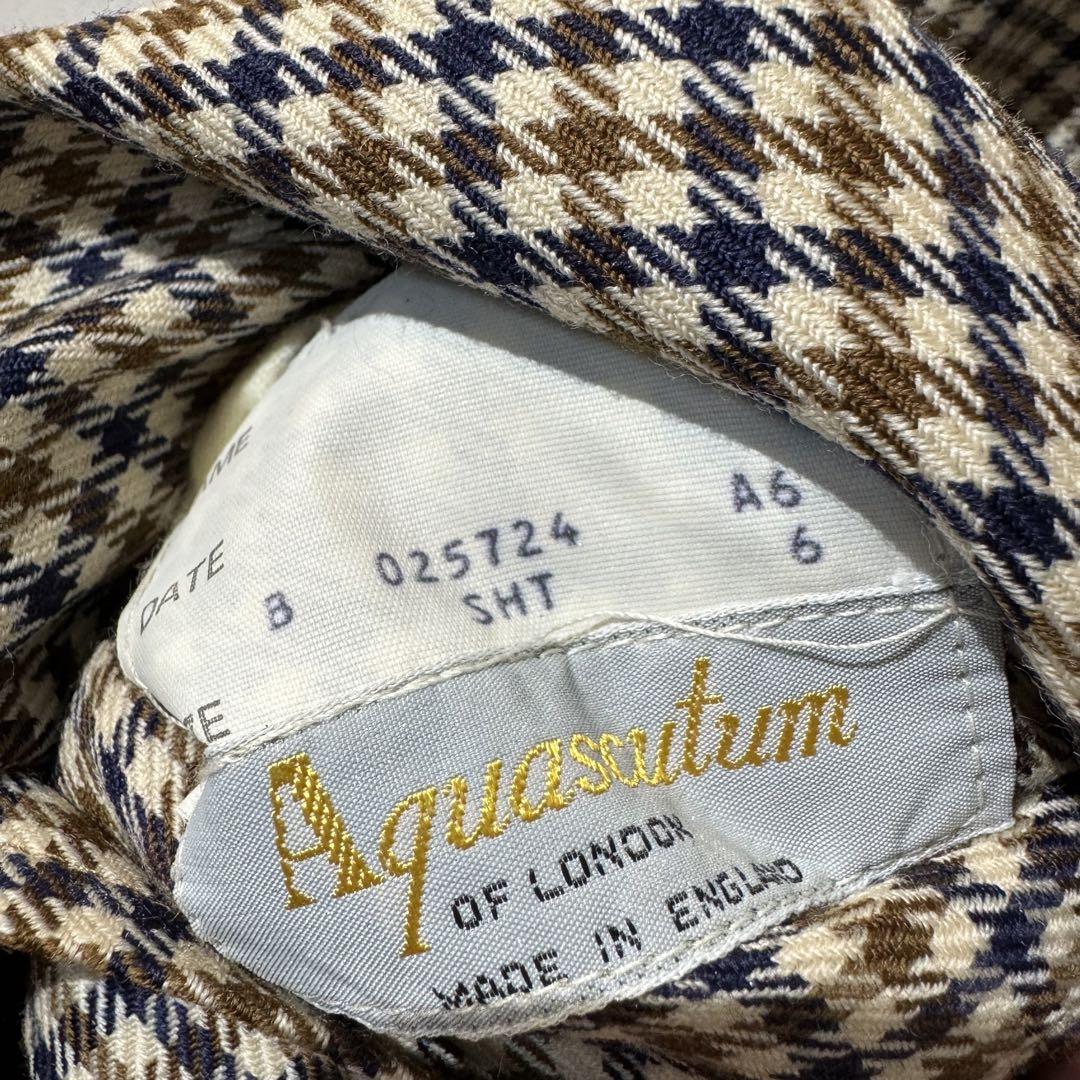 DATE
B 025724 A6
SHT 6
Aquascutum
OF LONDON
MADE IN ENGLAND